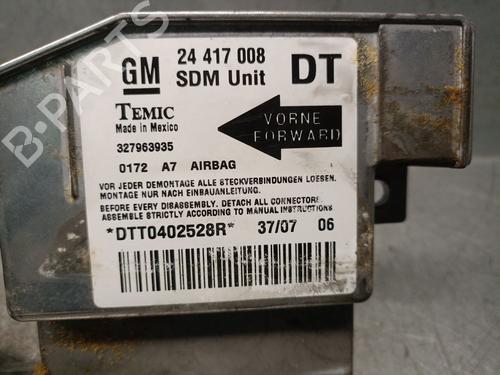 GM 24 417 008 DT
SDM Unit
TEMIC
Made in Mexico
VORNE
FORWARD
327963935
0172 A7 AIRBAG
VOR JEDER DEMONTAGE ALLE STECKVERBINDUNGEN LOESEN.
MONTAGE NUR NACH EINBAUANLEITUNG.
BEFORE EVERY DISASSEMBLY. DETACH ALL CONNECTORS
ASSEMBLE STRICTLY ACCORDING TO MANUAL INSTRUCTIONS
*DTT0402528R* 37/07 06
B-PARTS